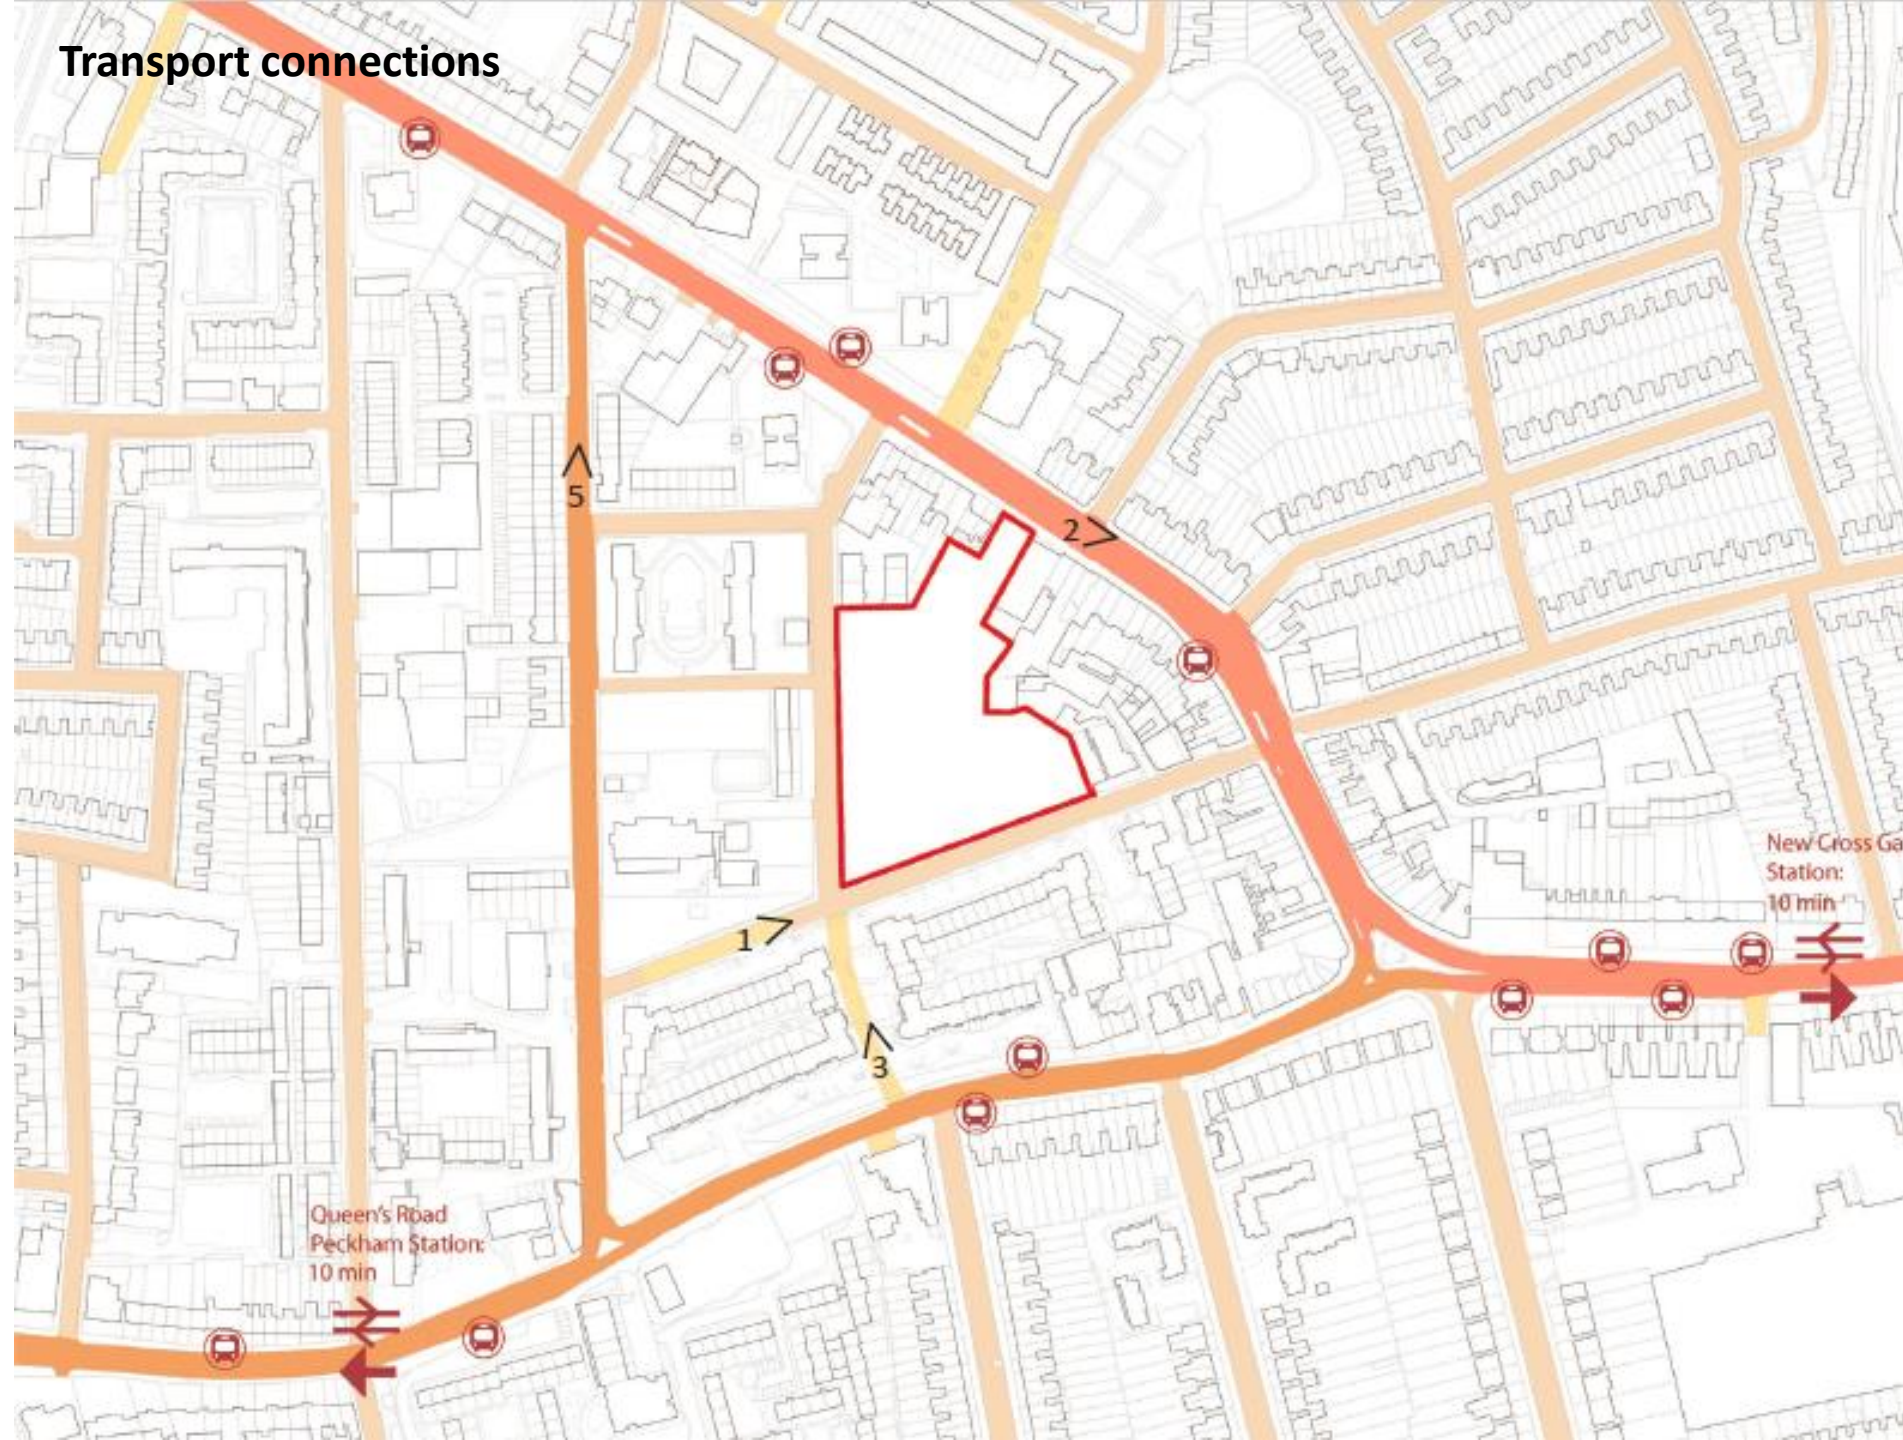 Transport connections
5
2
New Cross Ga
Station:
10 min
1
3
Queen's Road
Peckham Station:
10 min